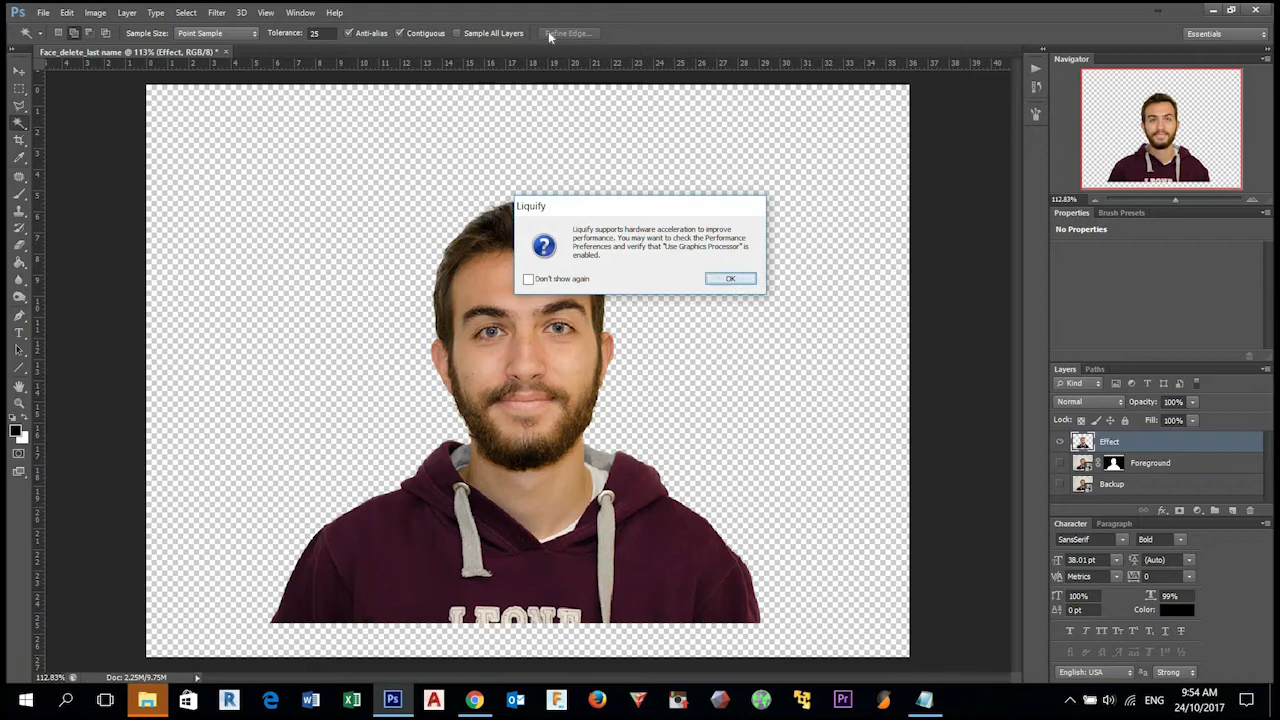 Ps File Edit Image Layer Type Select Filter 3D View Window Help
Sample Size: Point Sample Tolerance: 25 Anti-alias Contiguous Sample All Layers Refine Edge... Essentials
Face_delete_last name @ 113% (Effect, RGB/8) *
Navigator
112.83%
Properties Brush Presets
No Properties
Liquify
Liquify supports hardware acceleration to improve
performance. You may want to check the Performance
Preferences and verify that "Use Graphics Processor" is
enabled.
Don't show again OK
LEONE
Layers Paths
Kind
Normal Opacity: 100%
Lock: Fill: 100%
Effect
Foreground
Backup
Character Paragraph
SansSerif Bold
38.01 pt (Auto)
Metrics 0
100% 99%
0 pt Color:
English: USA Strong
112.83% Doc: 2.25M/9.75M
ENG
9:54 AM
24/10/2017